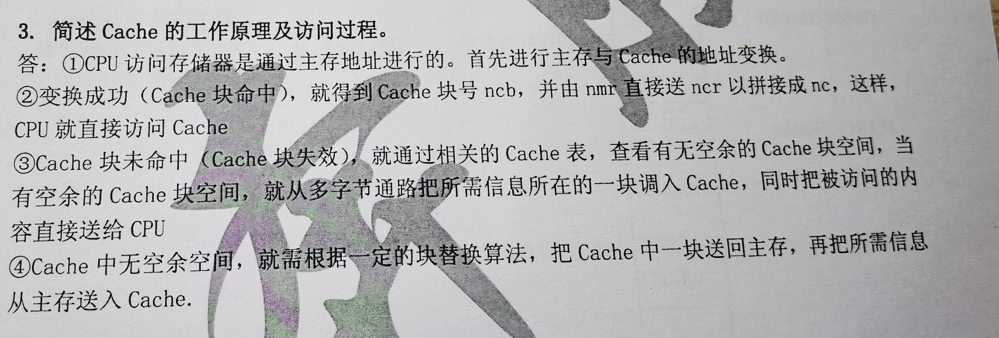 3. 简述 Cache 的工作原理及访问过程。
答：①CPU 访问存储器是通过主存地址进行的。首先进行主存与 Cache 的地址变换。
②变换成功（Cache 块命中），就得到 Cache 块号 ncb，并由 nmr 直接送 ncr 以拼接成 nc，这样，
CPU 就直接访问 Cache
③Cache 块未命中（Cache 块失效），就通过相关的 Cache 表，查看有无空余的 Cache 块空间，当
有空余的 Cache 块空间，就从多字节通路把所需信息所在的一块调入 Cache，同时把被访问的内
容直接送给 CPU
④Cache 中无空余空间，就需根据一定的块替换算法，把 Cache 中一块送回主存，再把所需信息
从主存送入 Cache.